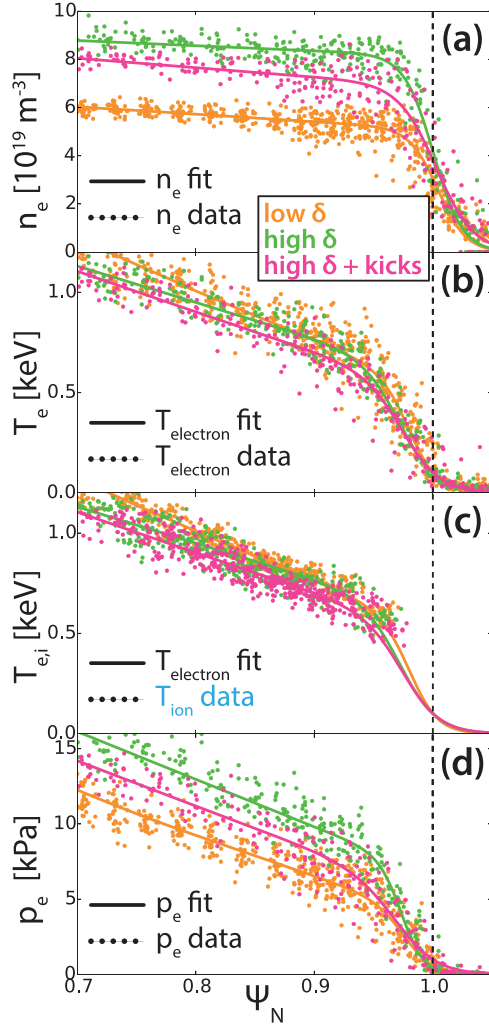 10
(a)
8
6
4
2
0
n_e [10^19 m^-3]
n_e fit
n_e data
low δ
high δ
high δ + kicks
(b)
1.0
0.5
0.0
T_e [keV]
T_electron fit
T_electron data
(c)
1.0
0.5
0.0
T_e,i [keV]
T_electron fit
T_ion data
(d)
15
10
5
0
p_e [kPa]
p_e fit
p_e data
0.7 0.8 0.9 1.0
Ψ_N